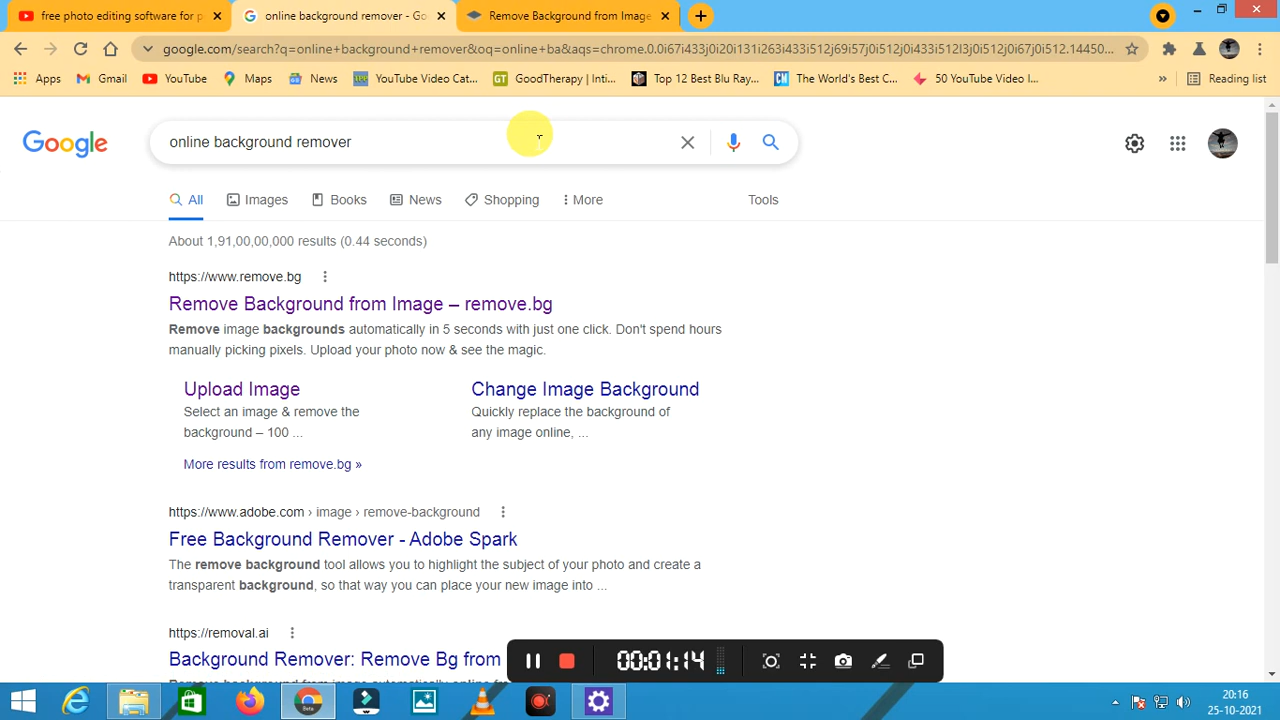 free photo editing software for p
online background remover - Go
Remove Background from Image
google.com/search?q=online+background+remover&oq=online+ba&aqs=chrome.0.0i67i433j0i20i131i263i433i512j69i57j0i512j0i433i512l3j0i512j0i67j0i512.14450...
Apps
Gmail
YouTube
Maps
News
YouTube Video Cat...
GT GoodTherapy | Inti...
Top 12 Best Blu Ray...
CN The World's Best C...
50 YouTube Video I...
»
Reading list
Google
online background remover
All
Images
Books
News
Shopping
More
Tools
About 1,91,00,00,000 results (0.44 seconds)
https://www.remove.bg
Remove Background from Image – remove.bg
Remove image backgrounds automatically in 5 seconds with just one click. Don't spend hours
manually picking pixels. Upload your photo now & see the magic.
Upload Image
Select an image & remove the
background – 100 ...
Change Image Background
Quickly replace the background of
any image online, ...
More results from remove.bg »
https://www.adobe.com › image › remove-background
Free Background Remover - Adobe Spark
The remove background tool allows you to highlight the subject of your photo and create a
transparent background, so that way you can place your new image into ...
https://removal.ai
Background Remover: Remove Bg from
00:01:14
20:16
25-10-2021